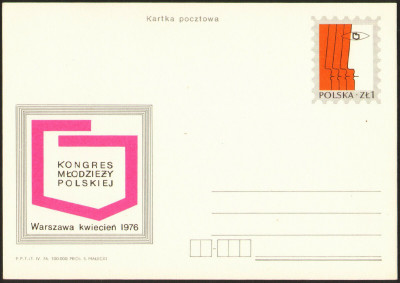 Kartka pocztowa
POLSKA · ZŁ 1
KONGRES
MŁODZIEŻY
POLSKIEJ
Warszawa kwiecień 1976